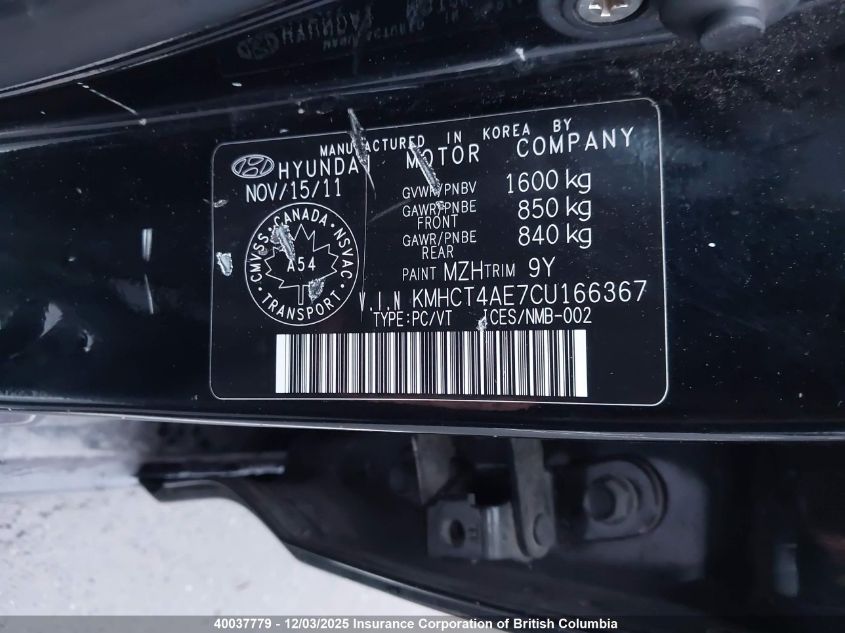 MANUFACTURED IN KOREA BY
HYUNDAI MOTOR COMPANY
NOV/15/11
GVWR/PNBV 1600 kg
GAWR/PNBE FRONT 850 kg
GAWR/PNBE REAR 840 kg
PAINT MZH TRIM 9Y
CMVSS · CANADA · NSVAC · TRANSPORT ·
A54
V.I.N KMHCT4AE7CU166367
TYPE:PC/VT ICES/NMB-002
40037779 - 12/03/2025 Insurance Corporation of British Columbia